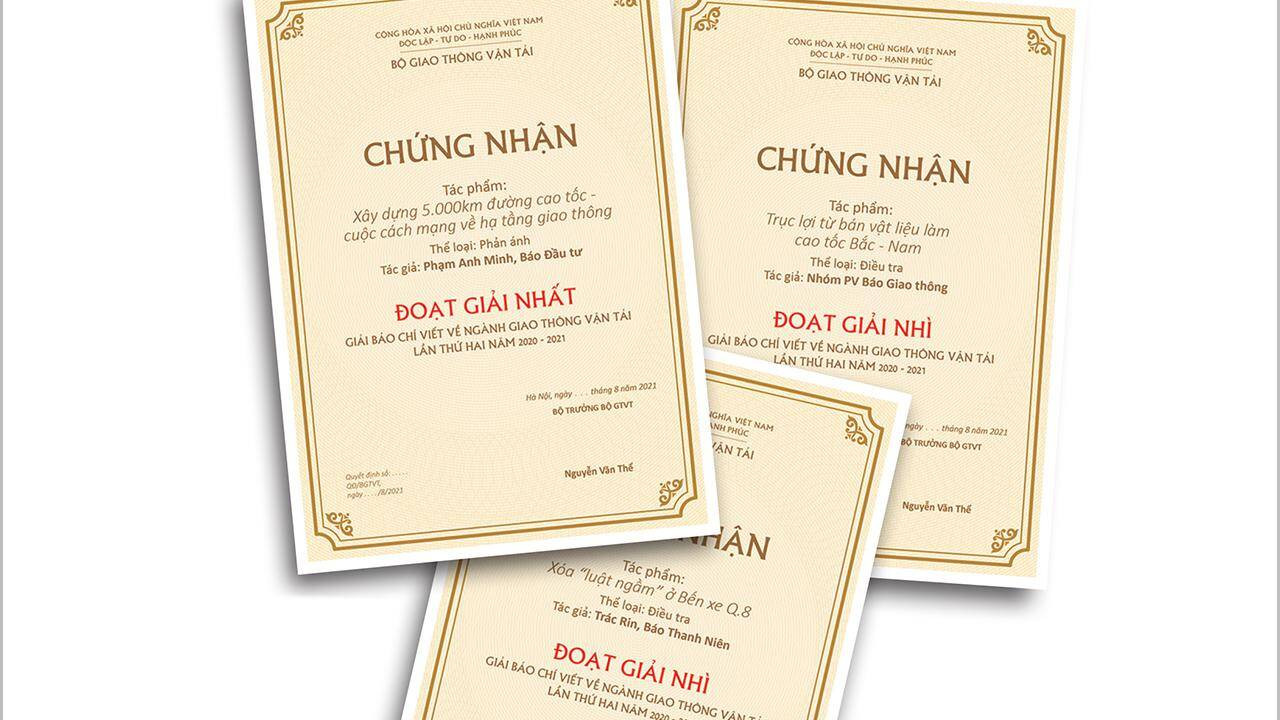 CỘNG HÒA XÃ HỘI CHỦ NGHĨA VIỆT NAM
ĐỘC LẬP - TỰ DO - HẠNH PHÚC
BỘ GIAO THÔNG VẬN TẢI
CHỨNG NHẬN
Tác phẩm:
Xây dựng 5.000km đường cao tốc -
cuộc cách mạng về hạ tầng giao thông
Thể loại: Phản ánh
Tác giả: Phạm Anh Minh, Báo Đầu tư
ĐOẠT GIẢI NHẤT
GIẢI BÁO CHÍ VIẾT VỀ NGÀNH GIAO THÔNG VẬN TẢI
LẦN THỨ HAI NĂM 2020 - 2021
Hà Nội, ngày . . . tháng 8 năm 2021
BỘ TRƯỞNG BỘ GTVT
Quyết định số: . . . . .
QĐ/BGTVT,
ngày . . . ./8/2021
Nguyễn Văn Thể
CỘNG HÒA XÃ HỘI CHỦ NGHĨA VIỆT NAM
ĐỘC LẬP - TỰ DO - HẠNH PHÚC
BỘ GIAO THÔNG VẬN TẢI
CHỨNG NHẬN
Tác phẩm:
Trục lợi từ bán vật liệu làm
cao tốc Bắc - Nam
Thể loại: Điều tra
Tác giả: Nhóm PV Báo Giao thông
ĐOẠT GIẢI NHÌ
GIẢI BÁO CHÍ VIẾT VỀ NGÀNH GIAO THÔNG VẬN TẢI
LẦN THỨ HAI NĂM 2020 - 2021
ngày . . . tháng 8 năm 2021
BỘ TRƯỞNG BỘ GTVT
Nguyễn Văn Thể
NGHĨA VIỆT NAM
HẠNH PHÚC
VẬN TẢI
NHẬN
Tác phẩm:
Xóa “luật ngầm” ở Bến xe Q.8
Thể loại: Điều tra
Tác giả: Trác Rin, Báo Thanh Niên
ĐOẠT GIẢI NHÌ
GIẢI BÁO CHÍ VIẾT VỀ NGÀNH GIAO THÔNG VẬN
LẦN THỨ HAI NĂM 2020 -